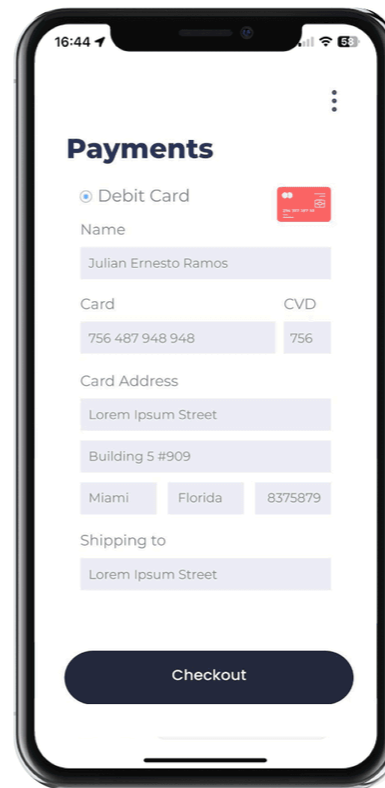 16:44
58
Payments
Debit Card
Name
Julian Ernesto Ramos
Card CVD
756 487 948 948 756
Card Address
Lorem Ipsum Street
Building 5 #909
Miami Florida 8375879
Shipping to
Lorem Ipsum Street
Checkout